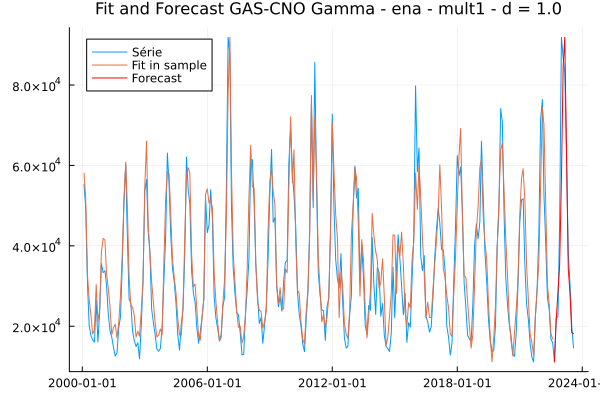 Fit and Forecast GAS-CNO Gamma - ena - mult1 - d = 1.0
Série
Fit in sample
Forecast
8.0×10⁴
6.0×10⁴
4.0×10⁴
2.0×10⁴
2000-01-01 2006-01-01 2012-01-01 2018-01-01 2024-01-